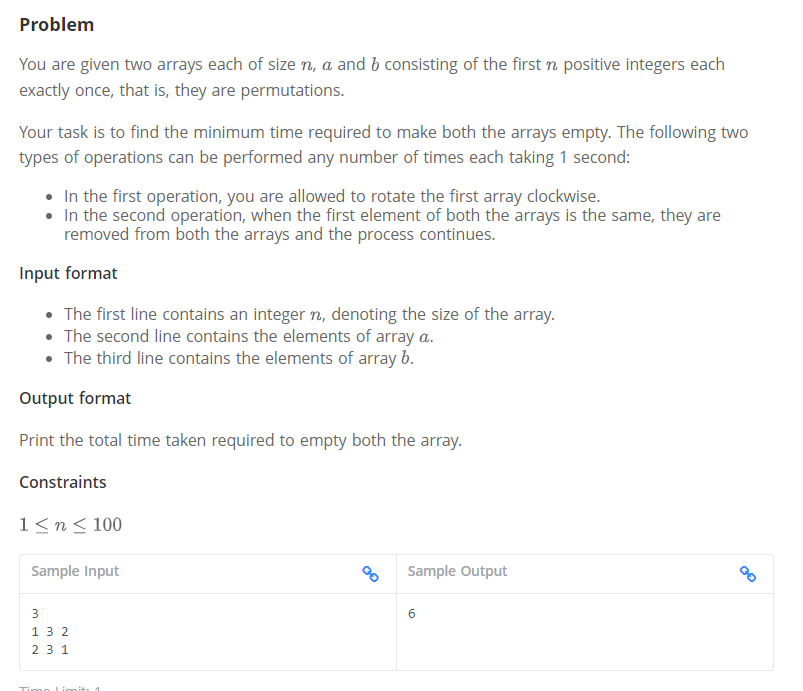 Problem
You are given two arrays each of size n, a and b consisting of the first n positive integers each
exactly once, that is, they are permutations.
Your task is to find the minimum time required to make both the arrays empty. The following two
types of operations can be performed any number of times each taking 1 second:
• In the first operation, you are allowed to rotate the first array clockwise.
• In the second operation, when the first element of both the arrays is the same, they are
removed from both the arrays and the process continues.
Input format
• The first line contains an integer n, denoting the size of the array.
• The second line contains the elements of array a.
• The third line contains the elements of array b.
Output format
Print the total time taken required to empty both the array.
Constraints
1 ≤ n ≤ 100
Sample Input Sample Output
3 6
1 3 2
2 3 1
Time Limit: 1